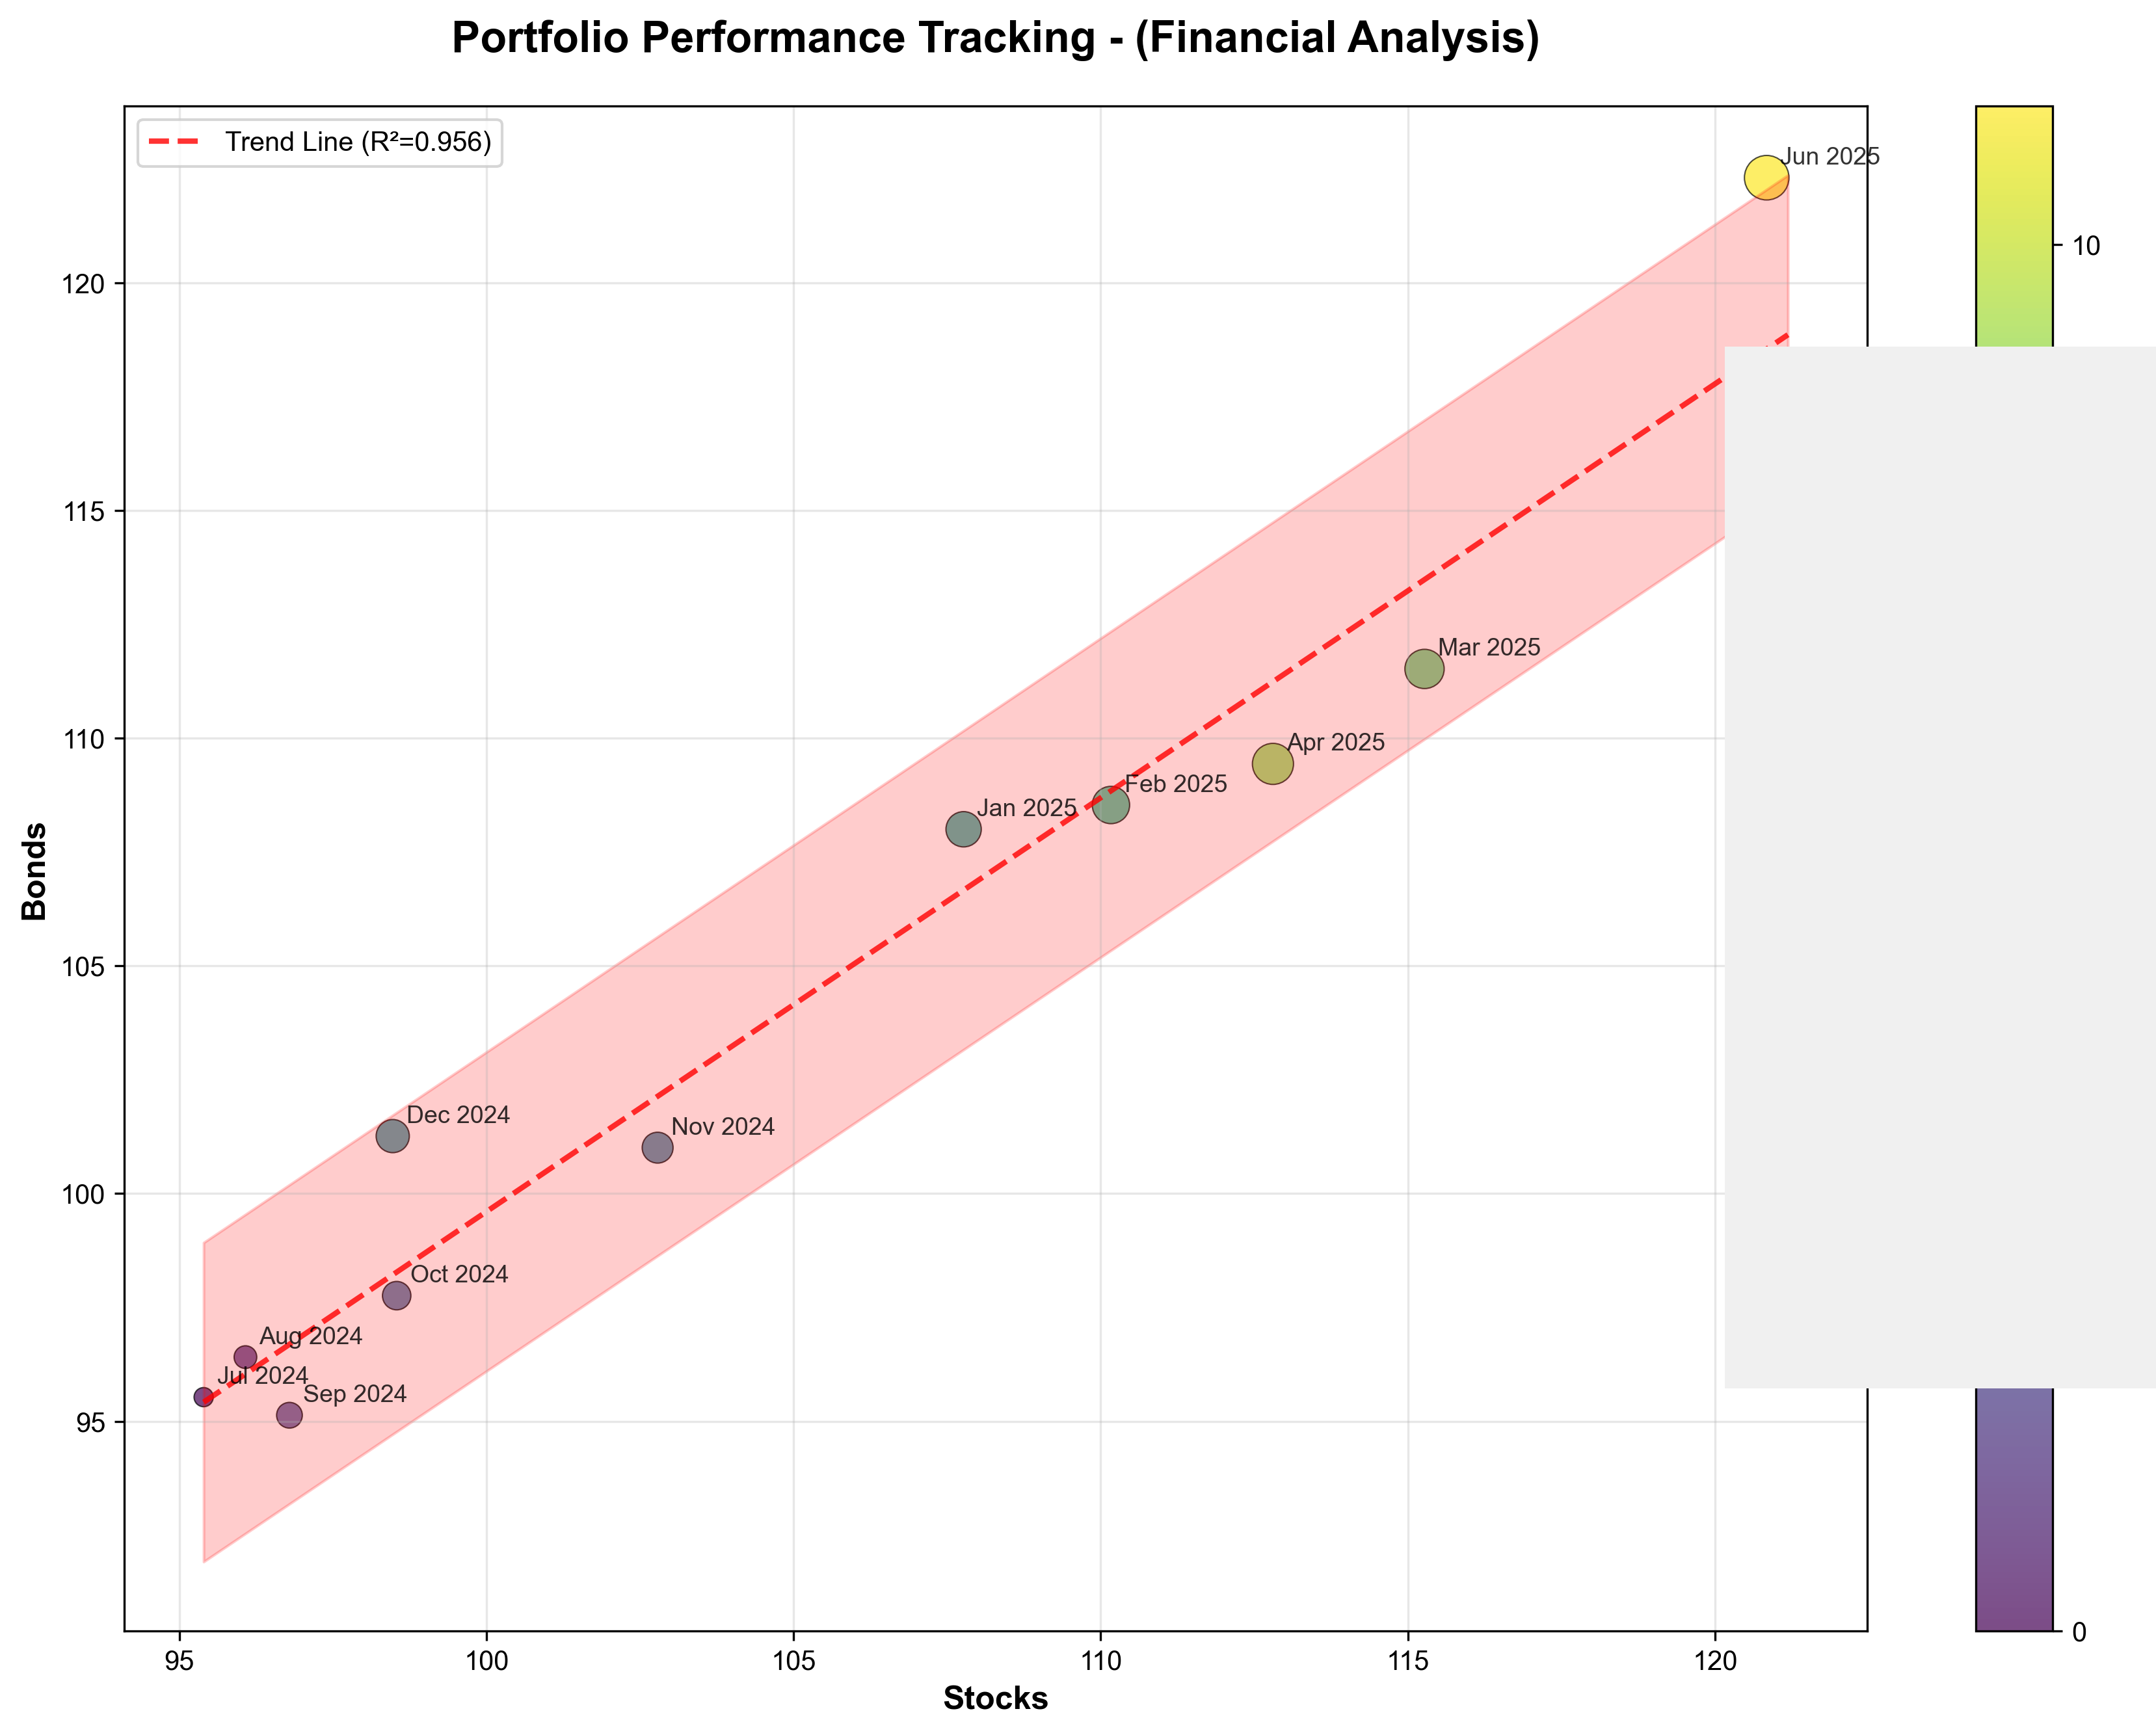 Portfolio Performance Tracking - (Financial Analysis)
Trend Line (R²=0.956)
Jun 2025
Mar 2025
Apr 2025
Feb 2025
Jan 2025
Dec 2024
Nov 2024
Oct 2024
Aug 2024
Jul 2024
Sep 2024
120
115
110
105
100
95
Bonds
95
100
105
110
115
120
Stocks
10
0